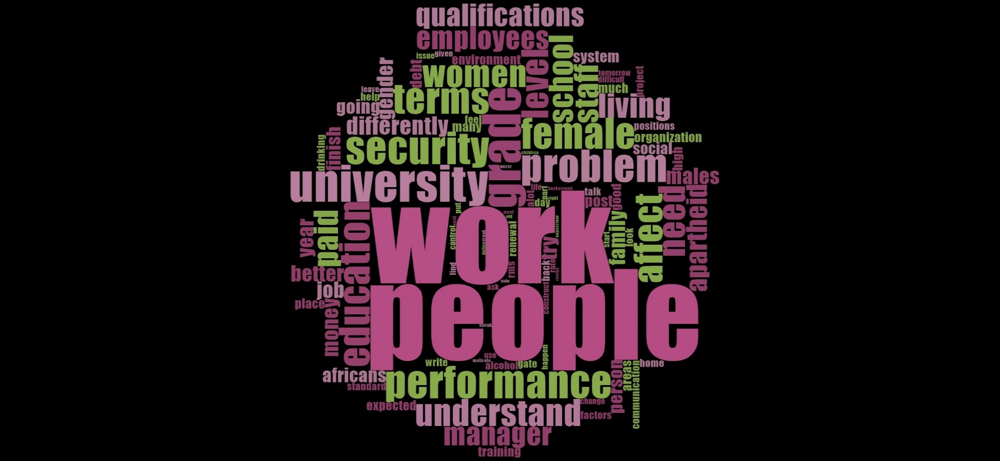 qualifications
employees
issue
given
environment
school
system
women
level
debt
gender
staff
tomorrow
difficult
project
much
leave
help
terms
grade
living
going
differently
feel
many
female
positions
organization
finish
drinking
security
children
social
high
never
problem
university
males
life
background
alot
part
right
day
talk
post
good
need
apartheid
affect
education
work
put
shift
meet
old
supervisor
family
look
start
paid
year
control
renewal
try
find
rms
back
rate
resign
side
ask
better
job
place
money
people
construct
speak
use
motivate
write
alcohol
gate
happen
person
areas
home
communication
africans
standard
performance
expected
understand
change
factors
manager
training